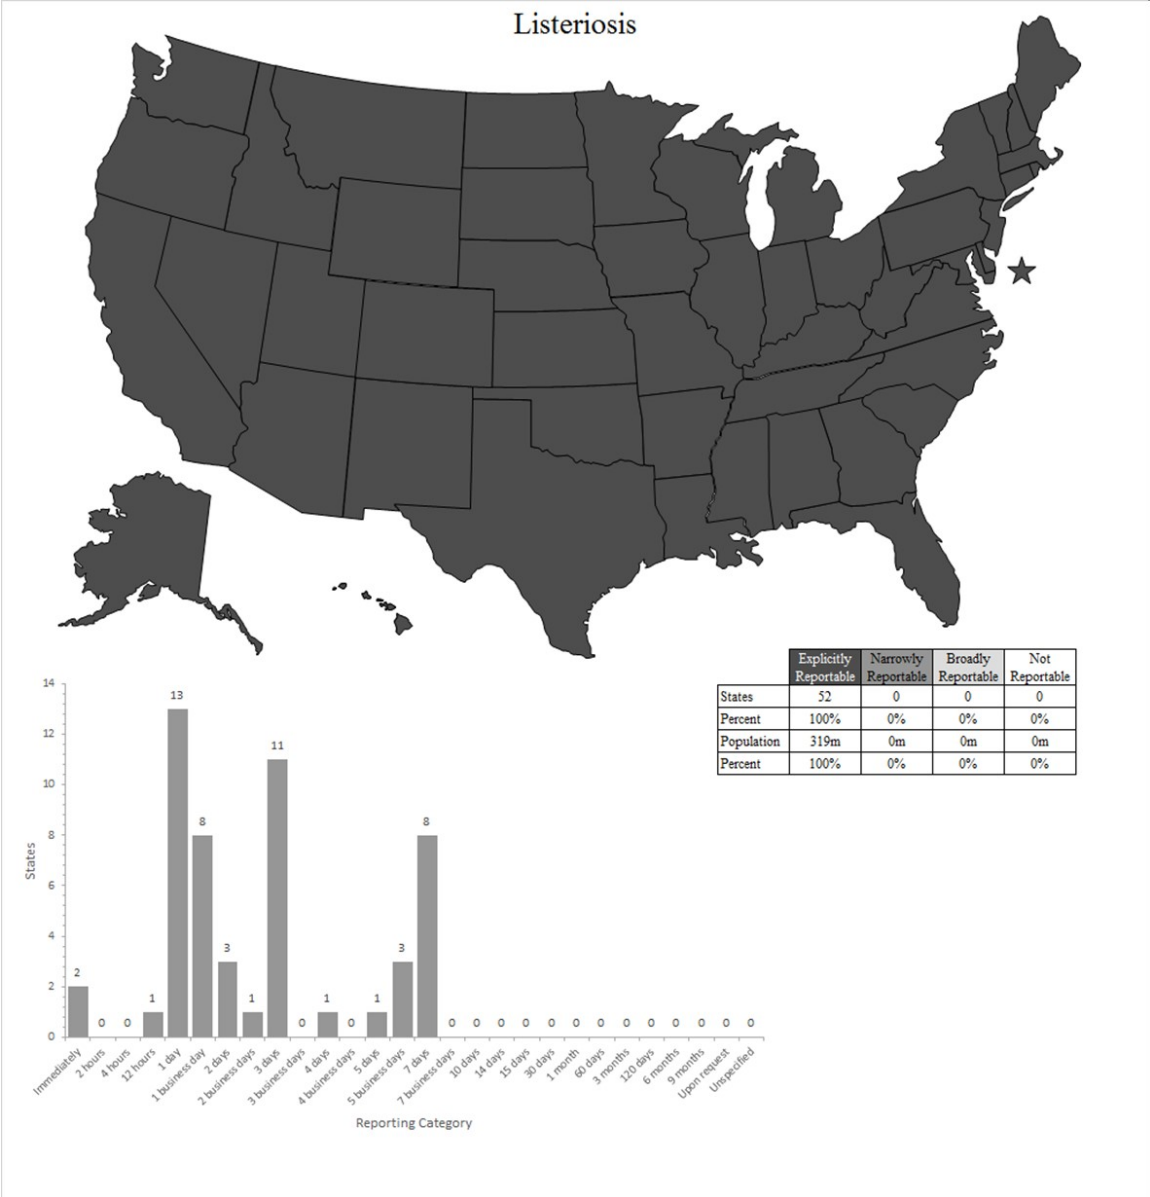 Listeriosis
Explicitly Narrowly Broadly Not
Reportable Reportable Reportable Reportable
States 52 0 0 0
Percent 100% 0% 0% 0%
Population 319m 0m 0m 0m
Percent 100% 0% 0% 0%
14
12
10
8
6
4
2
0
States
2 0 0 1 13 8 3 1 11 0 1 0 1 3 8 0 0 0 0 0 0 0 0 0 0 0 0 0
Immediately
2 hours
4 hours
12 hours
1 day
1 business day
2 days
2 business days
3 days
3 business days
4 days
4 business days
5 days
5 business days
7 days
7 business days
10 days
14 days
15 days
30 days
1 month
60 days
3 months
120 days
6 months
9 months
Upon request
Unspecified
Reporting Category